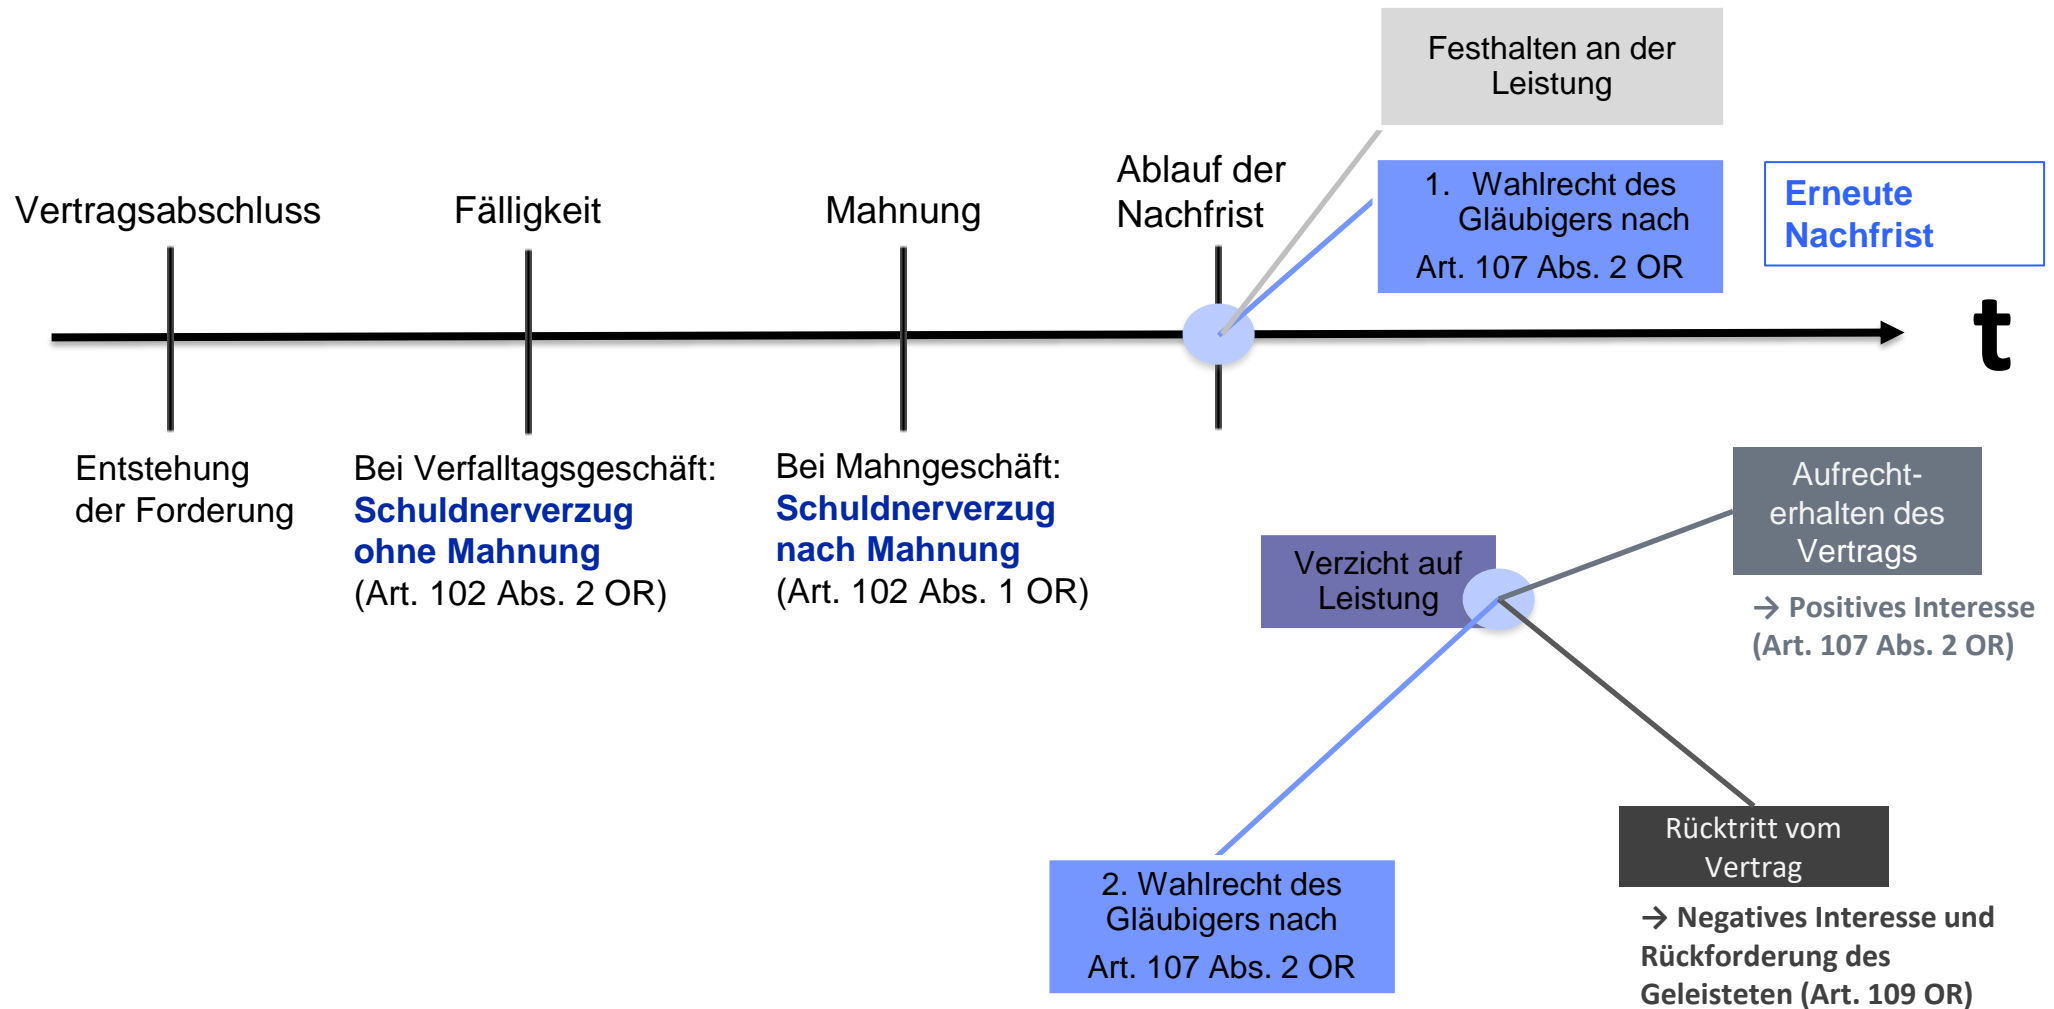 Festhalten an der
Leistung
Vertragsabschluss
Fälligkeit
Mahnung
Ablauf der
Nachfrist
1. Wahlrecht des
Gläubigers nach
Art. 107 Abs. 2 OR
Erneute
Nachfrist
t
Entstehung
der Forderung
Bei Verfalltagsgeschäft:
Schuldnerverzug
ohne Mahnung
(Art. 102 Abs. 2 OR)
Bei Mahngeschäft:
Schuldnerverzug
nach Mahnung
(Art. 102 Abs. 1 OR)
Verzicht auf
Leistung
Aufrecht-
erhalten des
Vertrags
→ Positives Interesse
(Art. 107 Abs. 2 OR)
2. Wahlrecht des
Gläubigers nach
Art. 107 Abs. 2 OR
Rücktritt vom
Vertrag
→ Negatives Interesse und
Rückforderung des
Geleisteten (Art. 109 OR)